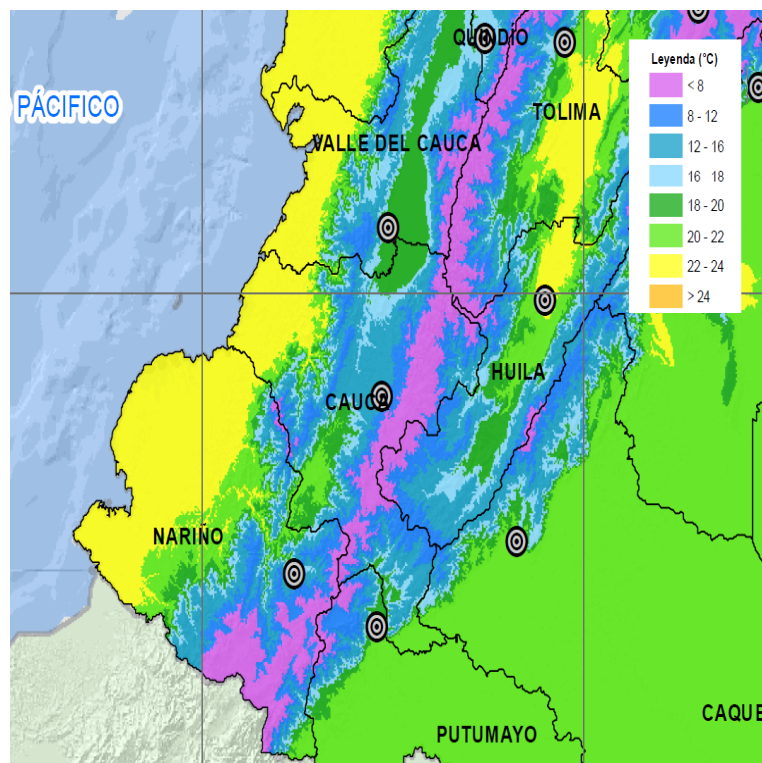 QUINDÍO
Leyenda (°C)
< 8
8 - 12
12 - 16
16 18
18 - 20
20 - 22
22 - 24
> 24
PÁCIFICO
TOLIMA
VALLE DEL CAUCA
HUILA
CAUCA
NARIÑO
CAQUE
PUTUMAYO